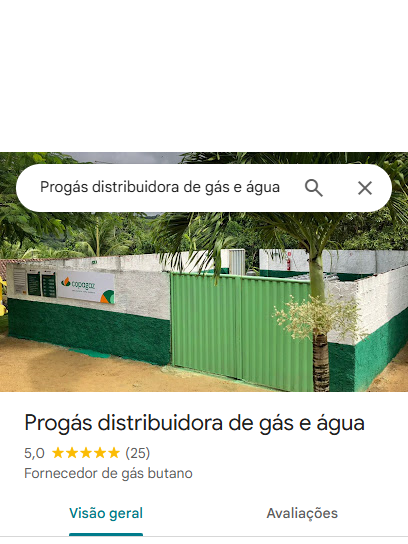 Progás distribuidora de gás e água
copagaz
Progás distribuidora de gás e água
5,0 (25)
Fornecedor de gás butano
Visão geral Avaliações